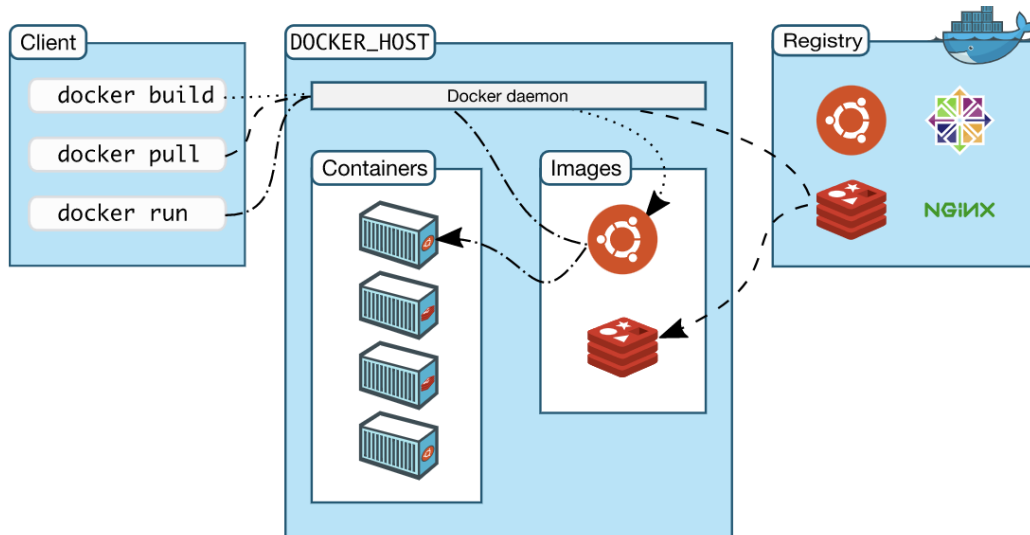 Client
docker build
docker pull
docker run
DOCKER_HOST
Docker daemon
Containers
Images
Registry
NGINX